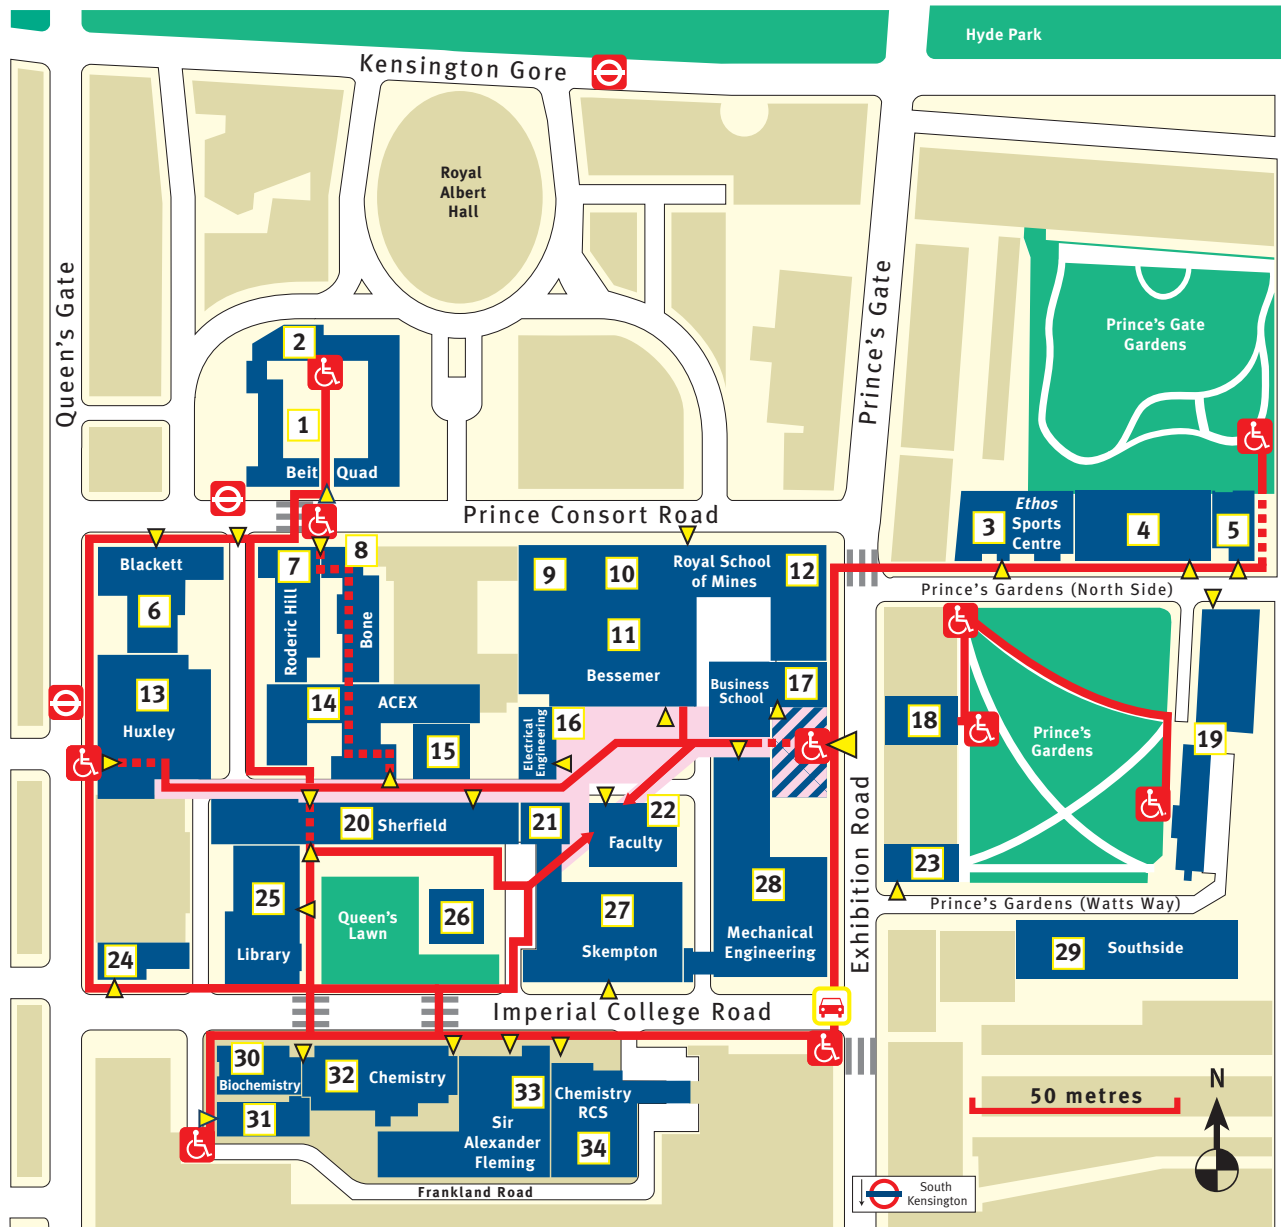 Hyde Park
Kensington Gore
Royal
Albert
Hall
Queen's Gate
Prince's Gate
Prince's Gate
Gardens
2
1
Beit Quad
Prince Consort Road
Ethos
Sports
Centre
3
4
5
Prince's Gardens (North Side)
Blackett
6
7
Roderic Hill
8
Bone
9
10
Royal School
of Mines
12
11
Bessemer
13
Huxley
14
ACEX
15
Electrical
Engineering
16
Business
School
17
18
Prince's
Gardens
19
20
Sherfield
21
22
Faculty
23
Prince's Gardens (Watts Way)
Exhibition Road
24
25
Library
Queen's
Lawn
26
27
Skempton
28
Mechanical
Engineering
29
Southside
Imperial College Road
30
Biochemistry
31
32
Chemistry
33
Sir
Alexander
Fleming
Chemistry
RCS
34
Frankland Road
50 metres
N
South
Kensington